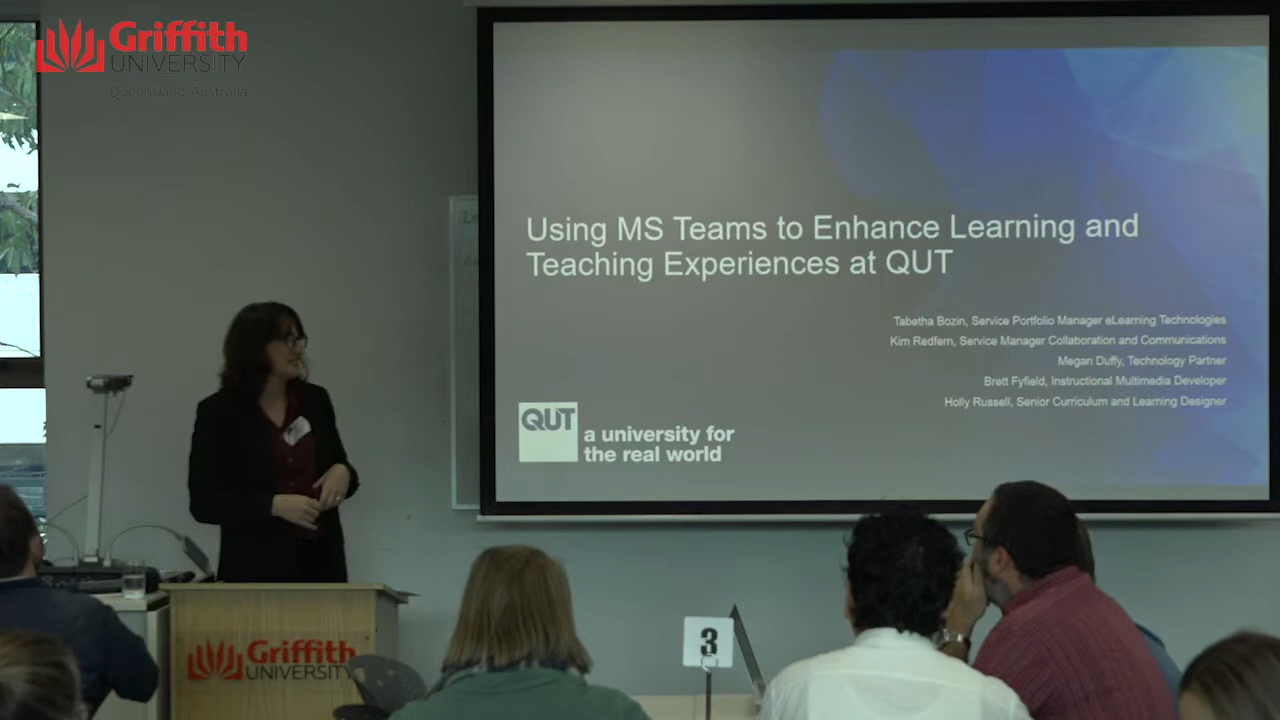 Griffith
UNIVERSITY
Queensland, Australia
Using MS Teams to Enhance Learning and
Teaching Experiences at QUT
Tabetha Bozin, Service Portfolio Manager eLearning Technologies
Kim Redfern, Service Manager Collaboration and Communications
Megan Duffy, Technology Partner
Brett Fyfield, Instructional Multimedia Developer
Holly Russell, Senior Curriculum and Learning Designer
QUT
a university for
the real world
3
Griffith
UNIVERSITY